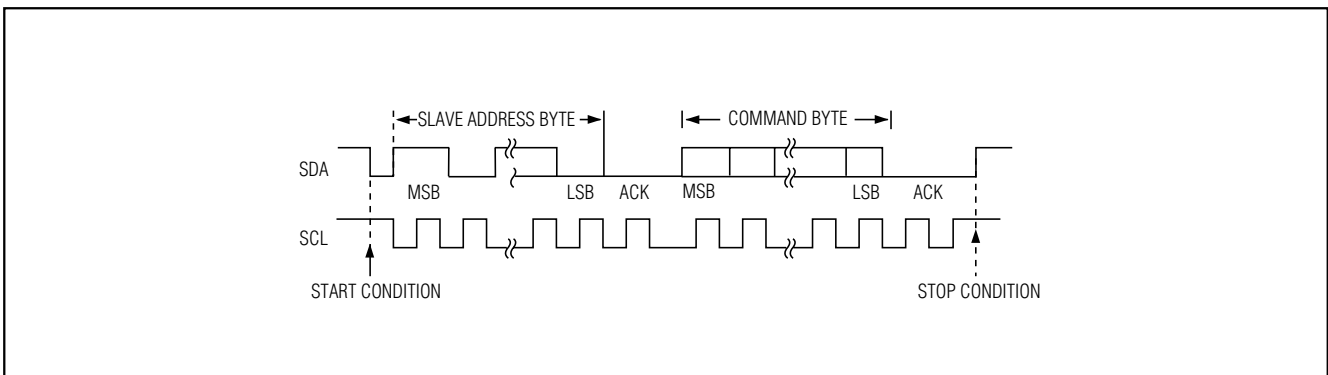 SLAVE ADDRESS BYTE COMMAND BYTE
SDA
MSB LSB ACK MSB LSB ACK
SCL
START CONDITION STOP CONDITION